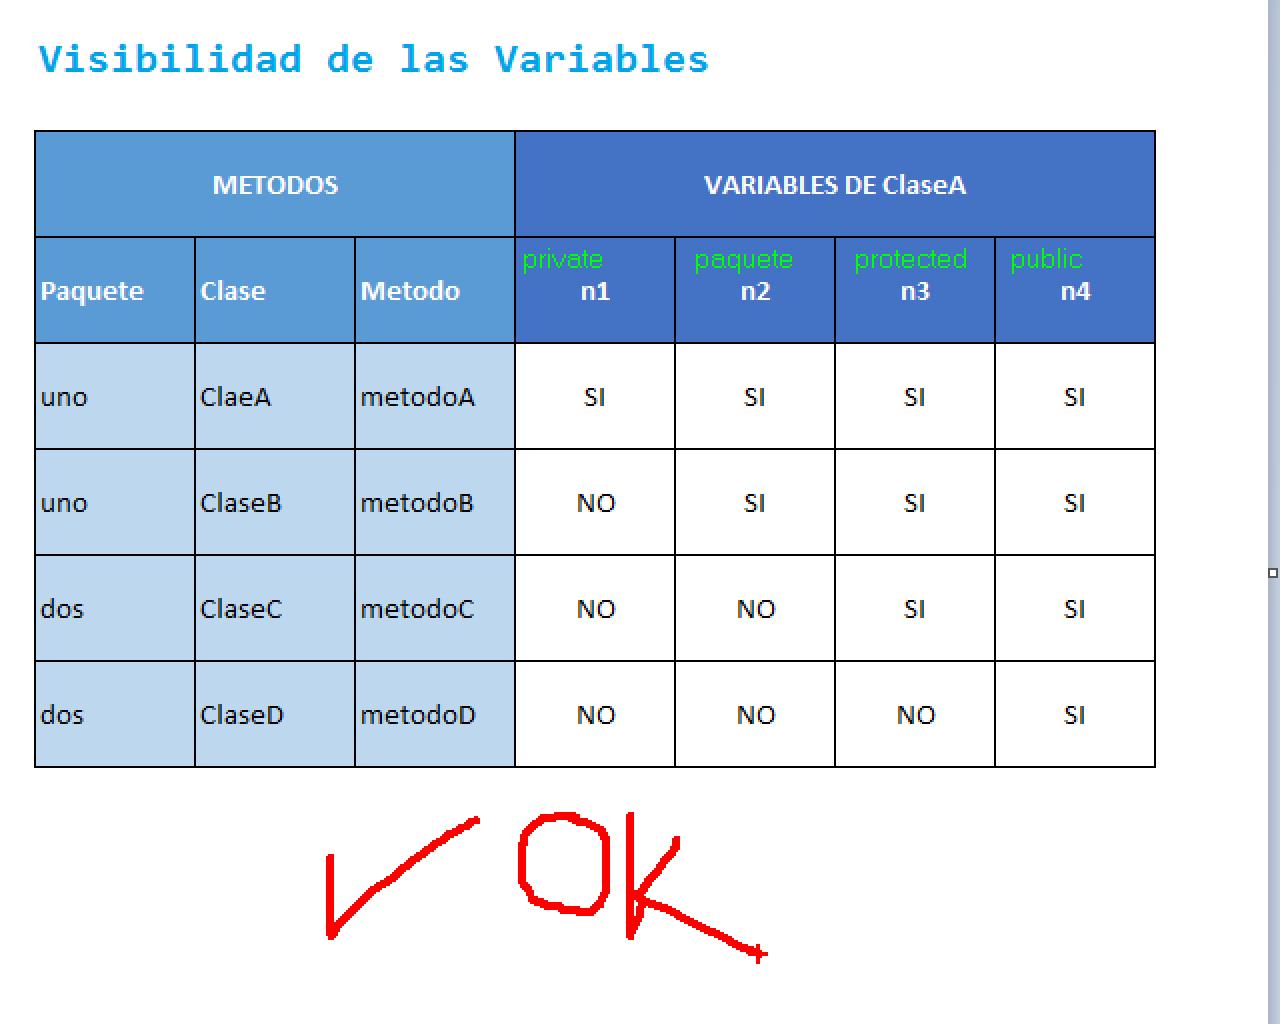 Visibilidad de las Variables
METODOS VARIABLES DE ClaseA
private paquete protected public
Paquete Clase Metodo n1 n2 n3 n4
uno ClaeA metodoA SI SI SI SI
uno ClaseB metodoB NO SI SI SI
dos ClaseC metodoC NO NO SI SI
dos ClaseD metodoD NO NO NO SI
OK